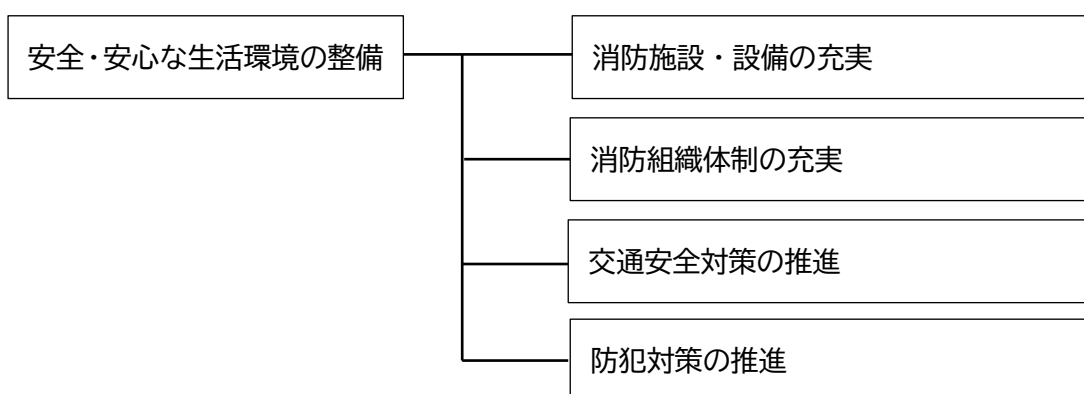 安全・安心な生活環境の整備
消防施設・設備の充実
消防組織体制の充実
交通安全対策の推進
防犯対策の推進